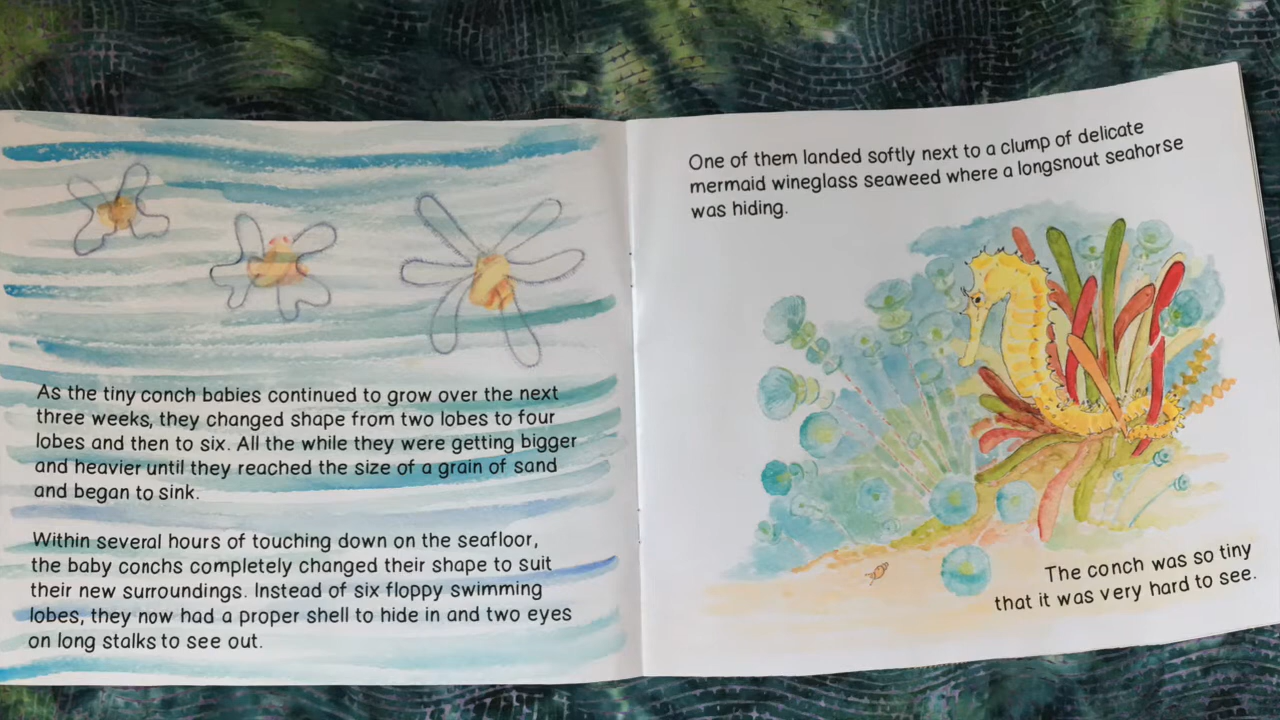 As the tiny conch babies continued to grow over the next
three weeks, they changed shape from two lobes to four
lobes and then to six. All the while they were getting bigger
and heavier until they reached the size of a grain of sand
and began to sink.
Within several hours of touching down on the seafloor,
the baby conchs completely changed their shape to suit
their new surroundings. Instead of six floppy swimming
lobes, they now had a proper shell to hide in and two eyes
on long stalks to see out.
One of them landed softly next to a clump of delicate
mermaid wineglass seaweed where a longsnout seahorse
was hiding.
The conch was so tiny
that it was very hard to see.